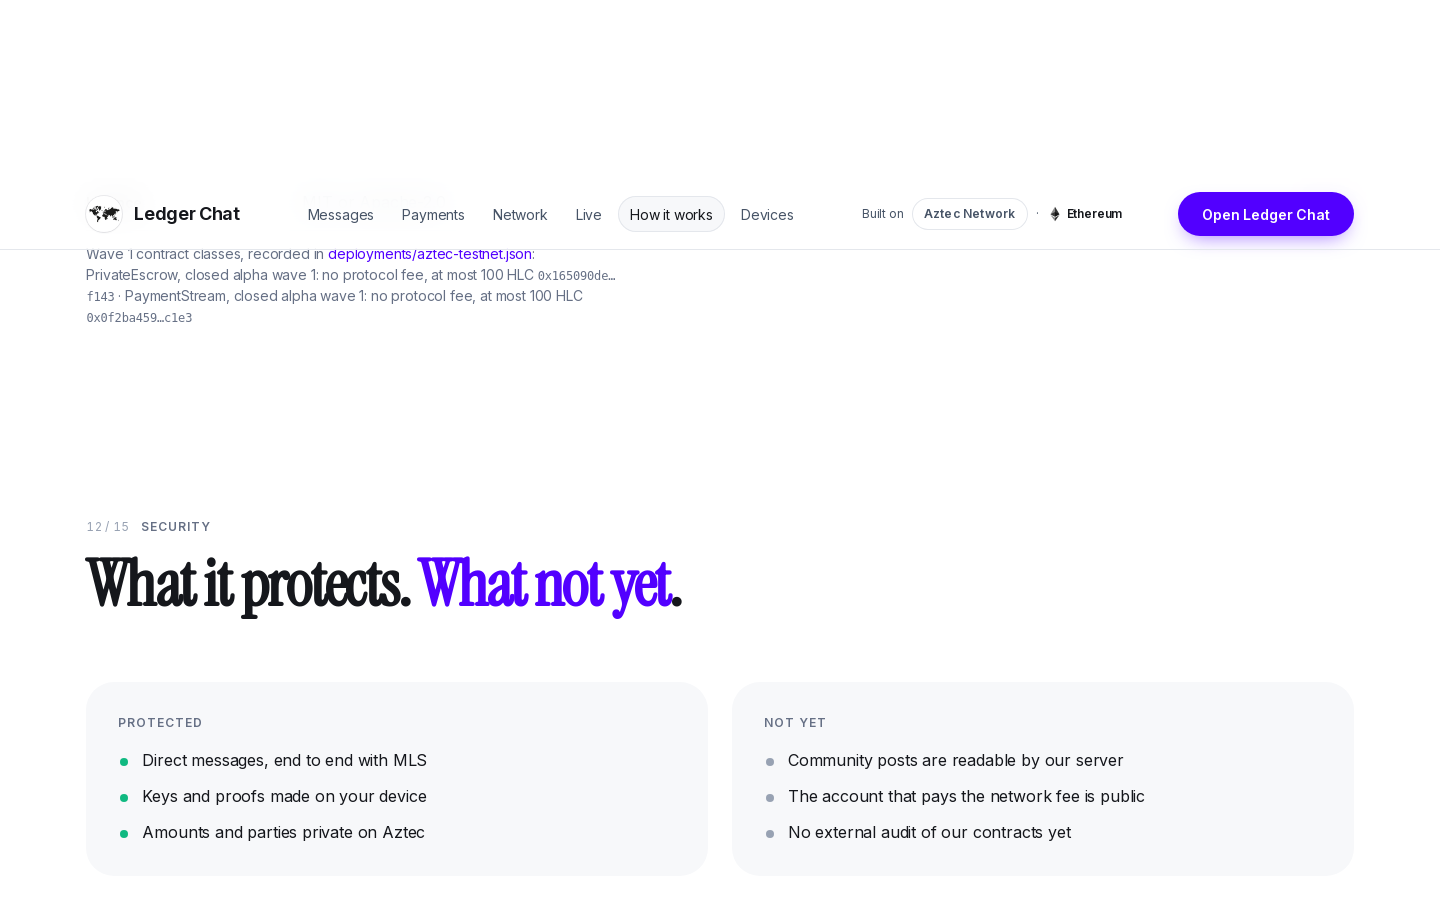 Ledger Chat
Messages
Payments
Network
Live
How it works
Devices
Built on
Aztec Network
·
Ethereum
Open Ledger Chat
Wave 1 contract classes, recorded in deployments/aztec-testnet.json:
PrivateEscrow, closed alpha wave 1: no protocol fee, at most 100 HLC 0x165090de…
f143 · PaymentStream, closed alpha wave 1: no protocol fee, at most 100 HLC
0x0f2ba459…c1e3
12 / 15 SECURITY
What it protects. What not yet.
PROTECTED
Direct messages, end to end with MLS
Keys and proofs made on your device
Amounts and parties private on Aztec
NOT YET
Community posts are readable by our server
The account that pays the network fee is public
No external audit of our contracts yet